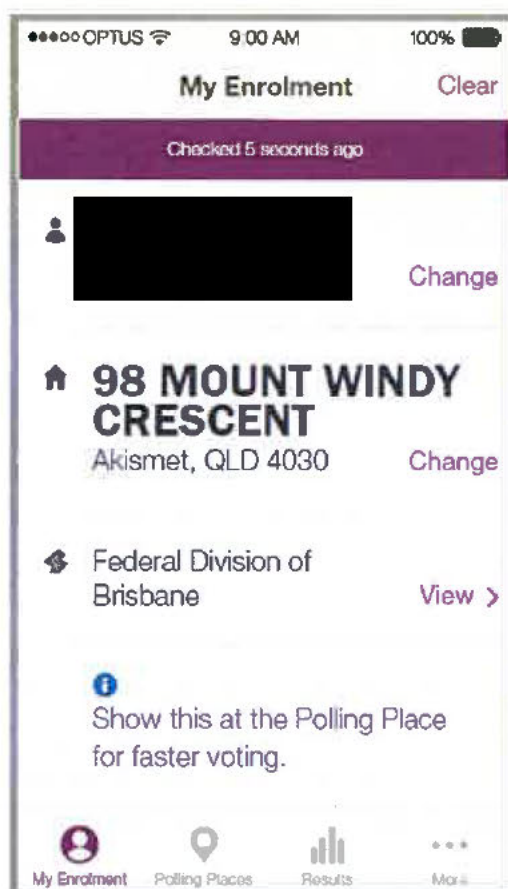 OPTUS 9:00 AM 100%
My Enrolment Clear
Checked 5 seconds ago
Change
98 MOUNT WINDY
CRESCENT
Akismet, QLD 4030 Change
Federal Division of
Brisbane View >
Show this at the Polling Place
for faster voting.
My Enrolment Polling Places Results More